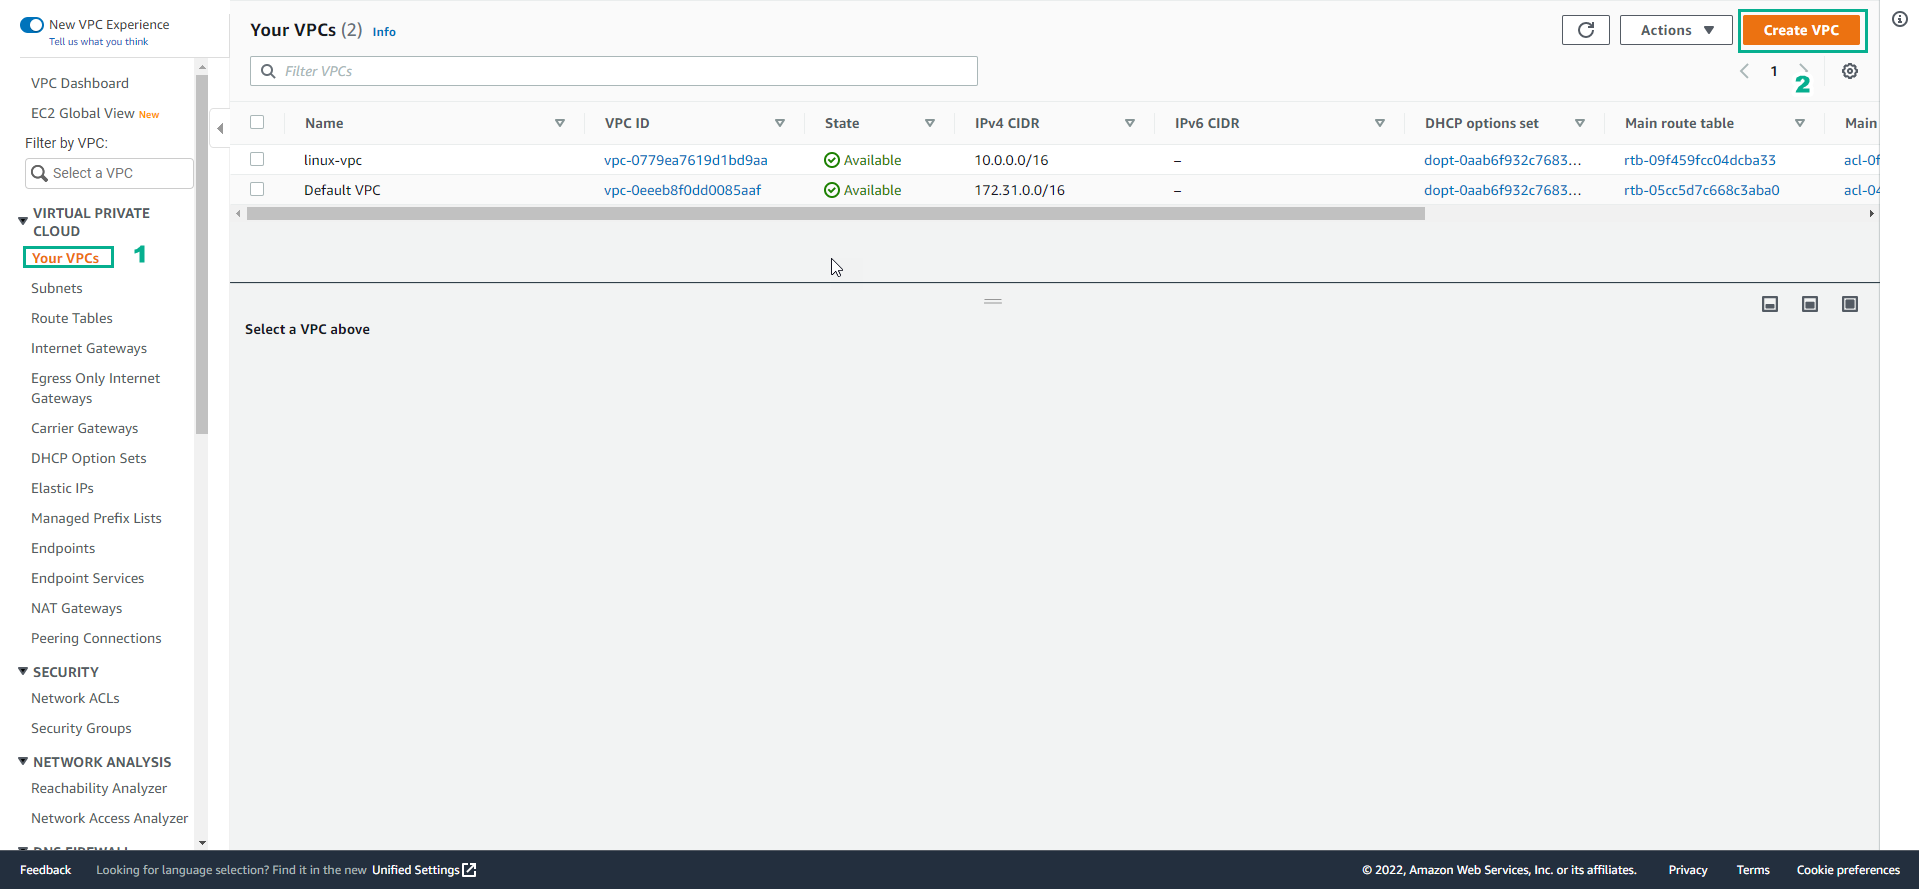 New VPC Experience
Tell us what you think
VPC Dashboard
EC2 Global View New
Filter by VPC:
Select a VPC
VIRTUAL PRIVATE
CLOUD
Your VPCs 1
Subnets
Route Tables
Internet Gateways
Egress Only Internet
Gateways
Carrier Gateways
DHCP Option Sets
Elastic IPs
Managed Prefix Lists
Endpoints
Endpoint Services
NAT Gateways
Peering Connections
SECURITY
Network ACLs
Security Groups
NETWORK ANALYSIS
Reachability Analyzer
Network Access Analyzer
DNS FIREWALL
Your VPCs (2) Info
Actions
Create VPC
Filter VPCs
1
2
Name VPC ID State IPv4 CIDR IPv6 CIDR DHCP options set Main route table Main
linux-vpc vpc-0779ea7619d1bd9aa Available 10.0.0.0/16 – dopt-0aab6f932c7683... rtb-09f459fcc04dcba33 acl-0f
Default VPC vpc-0eeeb8f0dd0085aaf Available 172.31.0.0/16 – dopt-0aab6f932c7683... rtb-05cc5d7c668c3aba0 acl-04
Select a VPC above
Feedback Looking for language selection? Find it in the new Unified Settings © 2022, Amazon Web Services, Inc. or its affiliates. Privacy Terms Cookie preferences